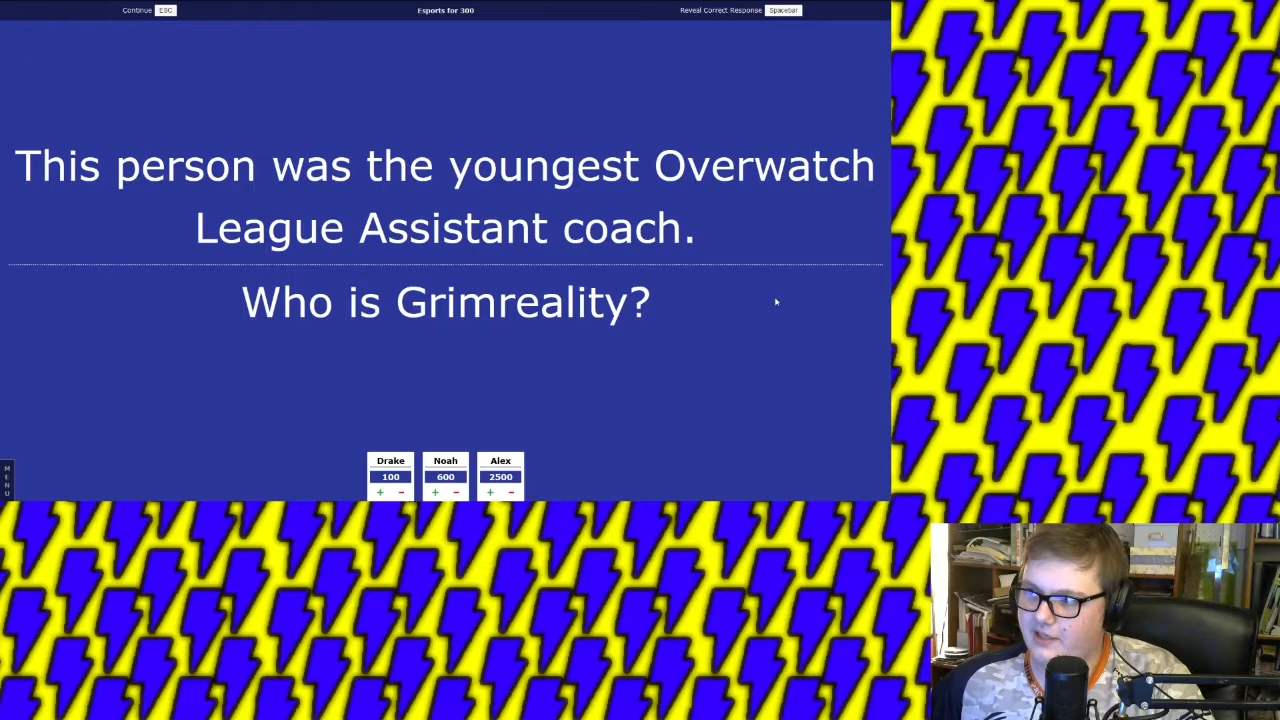 Continue ESC
Esports for 300
Reveal Correct Response Spacebar
This person was the youngest Overwatch
League Assistant coach.
Who is Grimreality?
MENU
Drake Noah Alex
100 600 2500
+ - + - + -